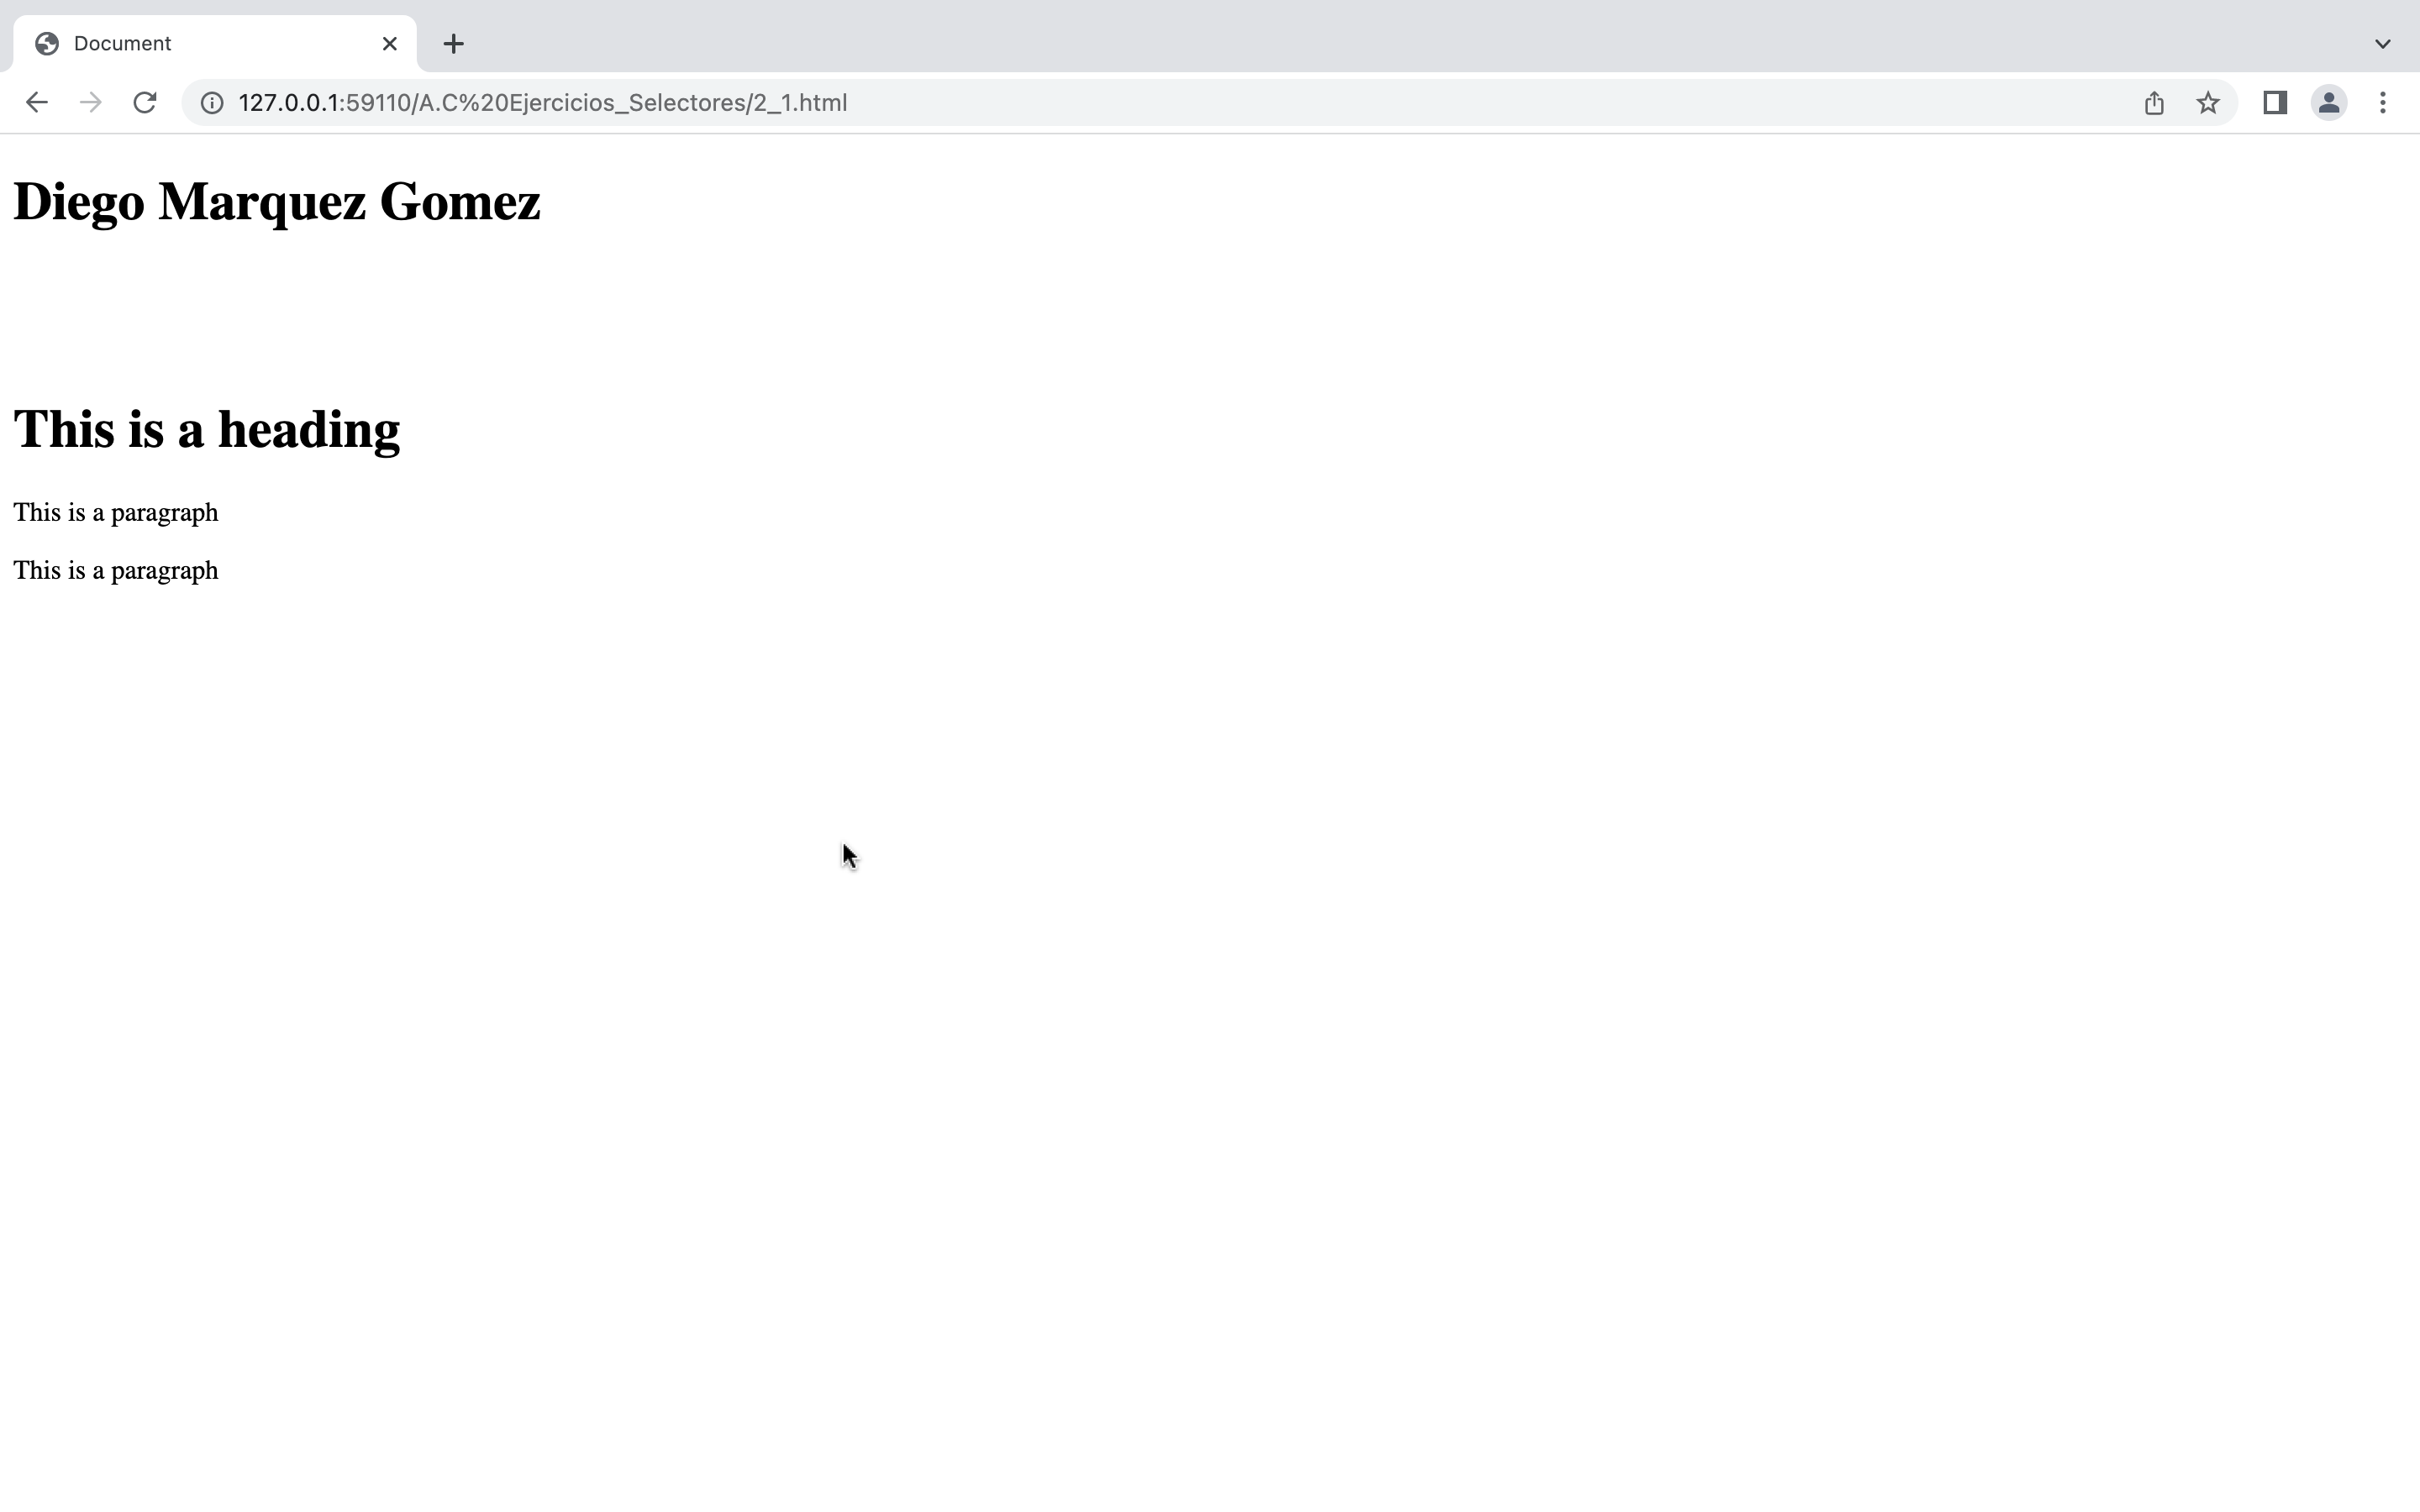 Document
127.0.0.1:59110/A.C%20Ejercicios_Selectores/2_1.html
Diego Marquez Gomez
This is a heading
This is a paragraph
This is a paragraph